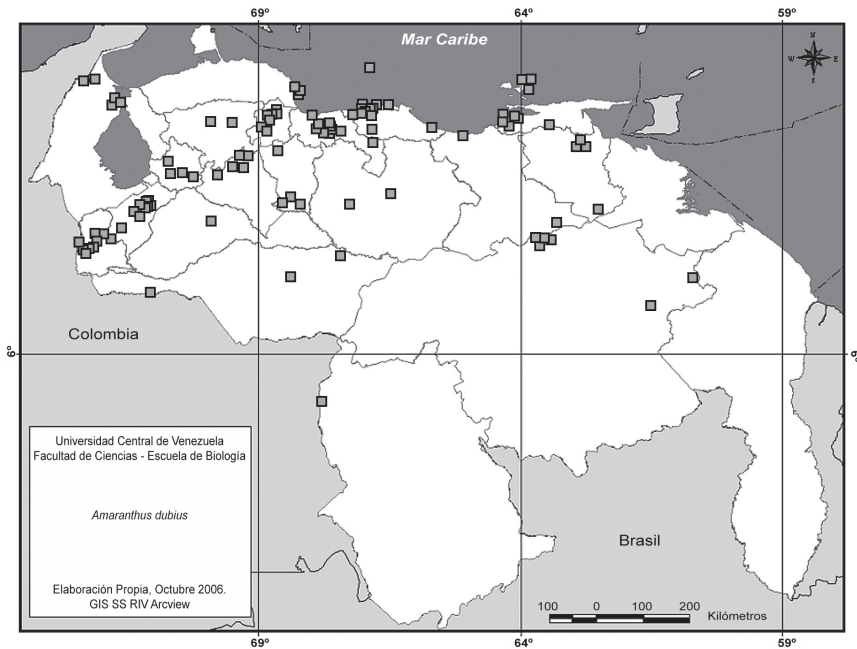 69º 64º 59º
Mar Caribe
N
W E
S
Colombia
6º
Universidad Central de Venezuela
Facultad de Ciencias - Escuela de Biología
Amaranthus dubius
Brasil
Elaboración Propia, Octubre 2006.
GIS SS RIV Arcview
100 0 100 200 Kilómetros
69º 64º 59º